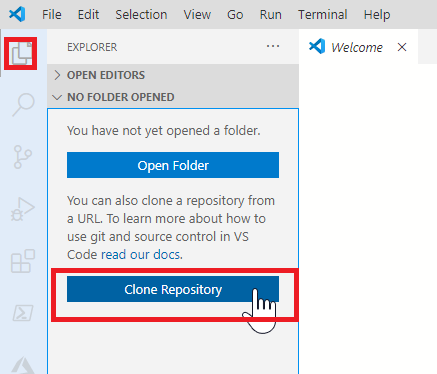 File Edit Selection View Go Run Terminal Help
EXPLORER
Welcome
OPEN EDITORS
NO FOLDER OPENED
You have not yet opened a folder.
Open Folder
You can also clone a repository from
a URL. To learn more about how to
use git and source control in VS
Code read our docs.
Clone Repository